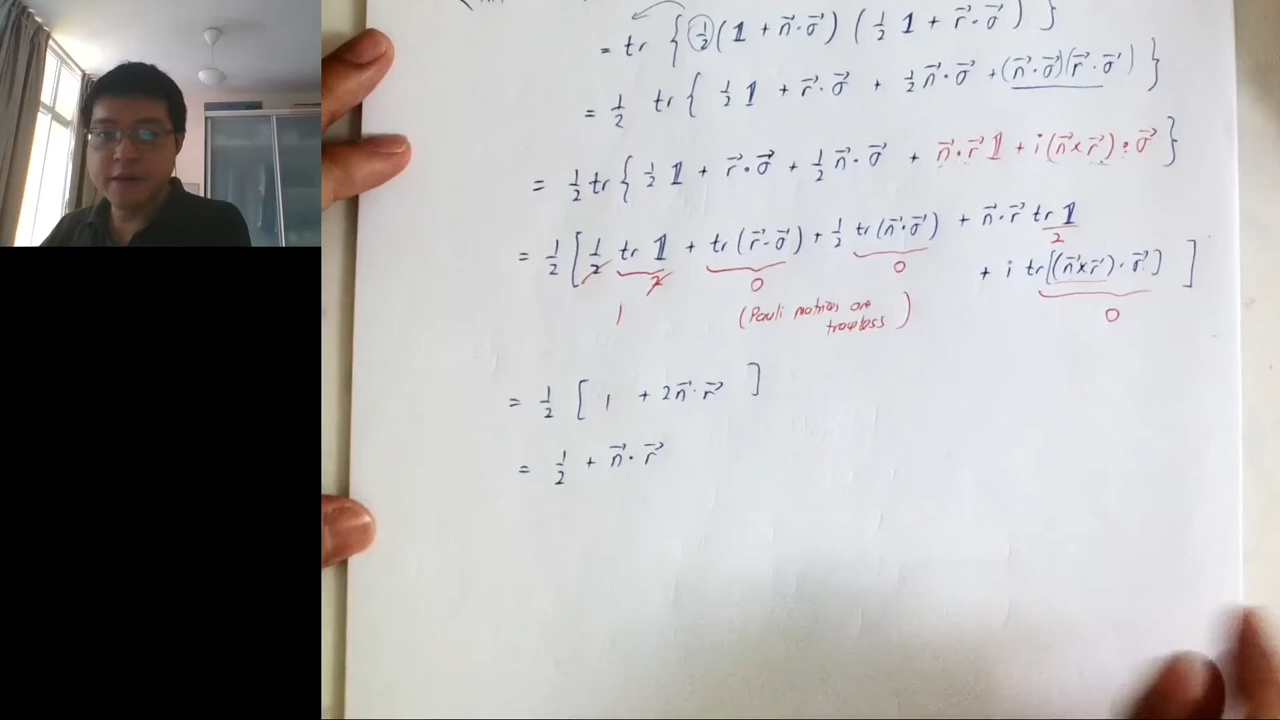 = tr { ½ (𝟙 + n⃗·σ⃗) (½ 𝟙 + r⃗·σ⃗) }
= ½ tr { ½ 𝟙 + r⃗·σ⃗ + ½ n⃗·σ⃗ + (n⃗·σ⃗)(r⃗·σ⃗) }
= ½ tr { ½ 𝟙 + r⃗·σ⃗ + ½ n⃗·σ⃗ + n⃗·r⃗ 𝟙 + i(n⃗×r⃗)·σ⃗ }
= ½ [ ½ tr 𝟙 + tr(r⃗·σ⃗) + ½ tr(n⃗·σ⃗) + n⃗·r⃗ tr 𝟙
2 0 0 2
+ i tr[(n⃗×r⃗)·σ⃗] ]
1 0
(Pauli matrices are
traceless)
= ½ [ 1 + 2n⃗·r⃗ ]
= ½ + n⃗·r⃗